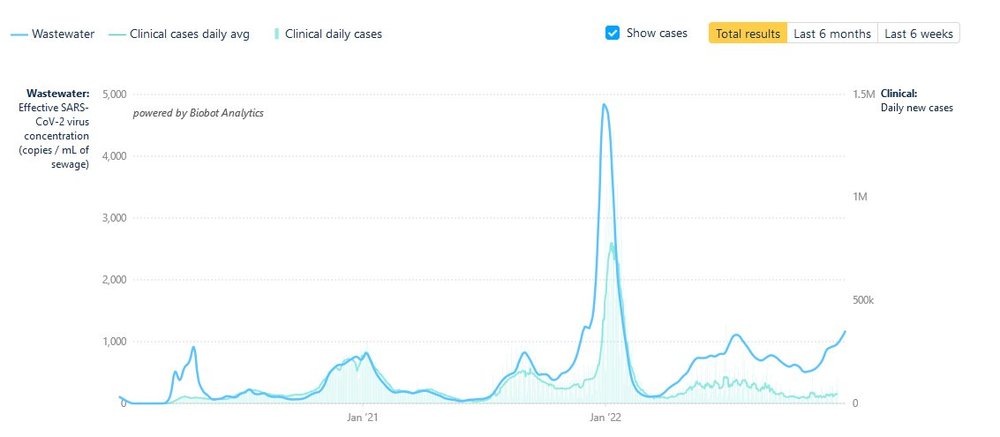 Wastewater
Clinical cases daily avg
Clinical daily cases
Show cases
Total results
Last 6 months
Last 6 weeks
Wastewater:
Effective SARS-
CoV-2 virus
concentration
(copies / mL of
sewage)
5,000
4,000
3,000
2,000
1,000
0
powered by Biobot Analytics
1.5M
1M
500k
0
Clinical:
Daily new cases
Jan '21
Jan '22